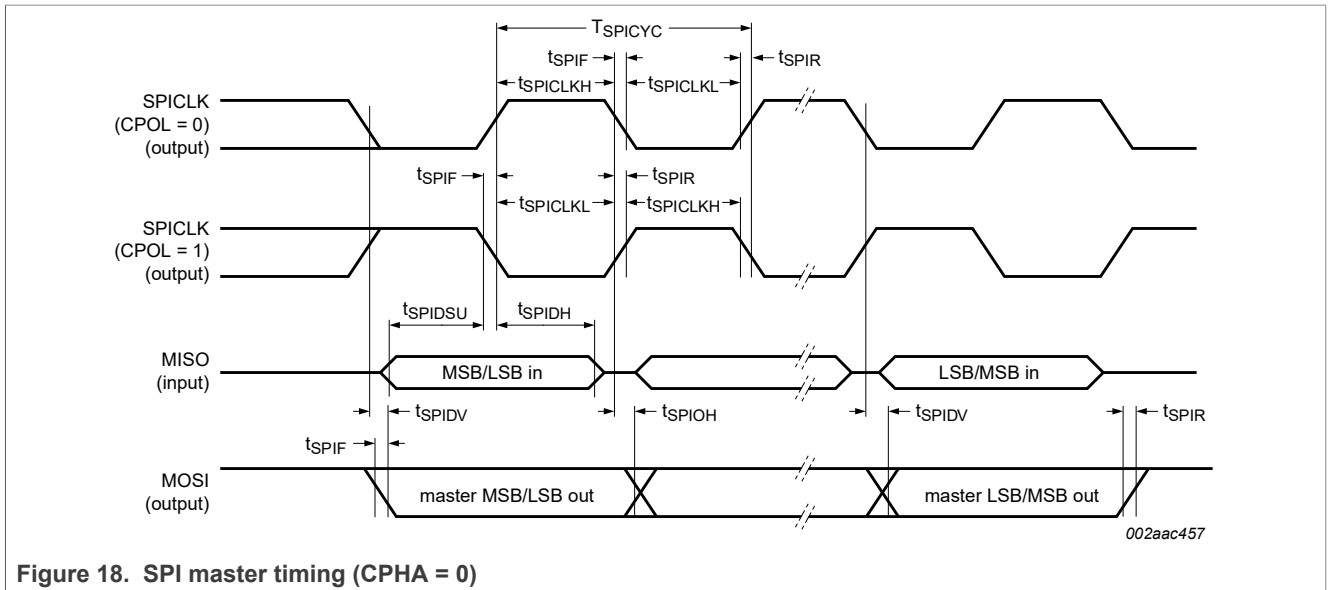 TSPICYC
tSPIF
tSPIR
tSPICLKH
tSPICLKL
SPICLK
(CPOL = 0)
(output)
tSPIF
tSPIR
tSPICLKL
tSPICLKH
SPICLK
(CPOL = 1)
(output)
tSPIDSU
tSPIDH
MISO
(input)
MSB/LSB in
LSB/MSB in
tSPIDV
tSPIOH
tSPIDV
tSPIR
tSPIF
MOSI
(output)
master MSB/LSB out
master LSB/MSB out
002aac457
Figure 18. SPI master timing (CPHA = 0)